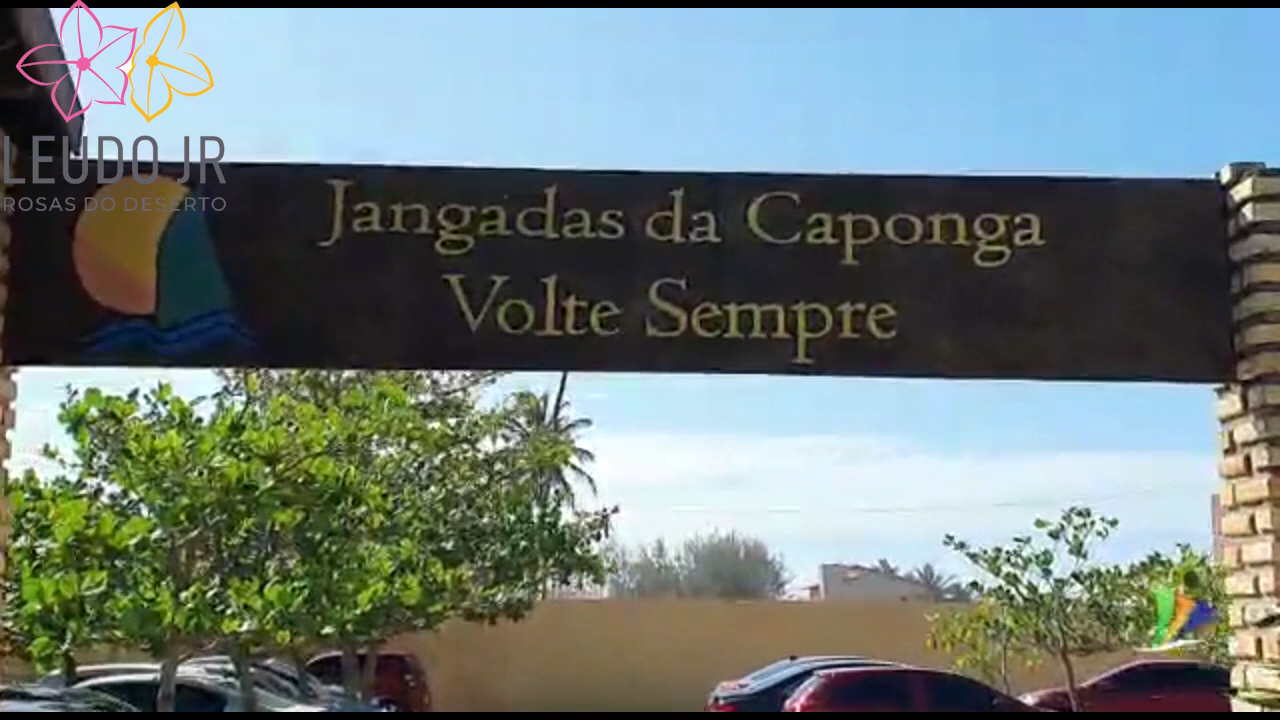 LEUDO JR
ROSAS DO DESERTO
Jangadas da Caponga
Volte Sempre